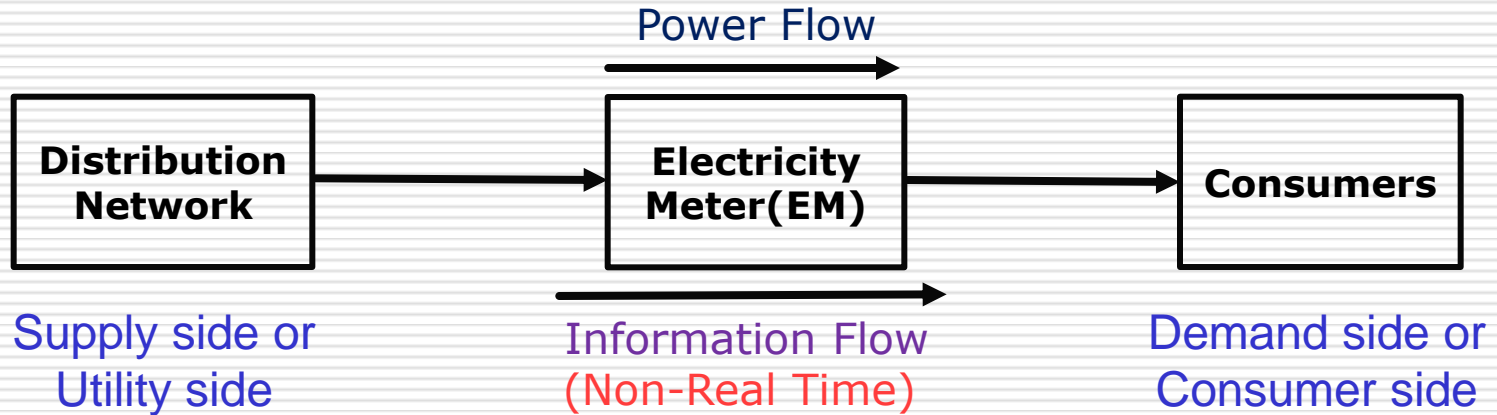 Power Flow
Distribution
Network
Electricity
Meter(EM)
Consumers
Supply side or
Utility side
Information Flow
(Non-Real Time)
Demand side or
Consumer side